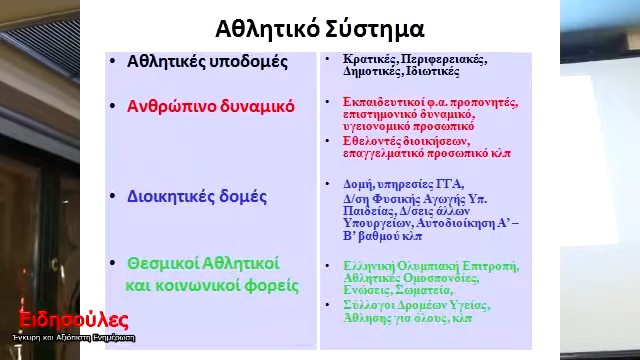 Αθλητικό Σύστημα
• Αθλητικές υποδομές
• Κρατικές, Περιφερειακές,
Δημοτικές, Ιδιωτικές
• Ανθρώπινο δυναμικό
• Εκπαιδευτικοί φ.α. προπονητές,
επιστημονικό δυναμικό,
υγειονομικό προσωπικό
• Εθελοντές διοικήσεων,
επαγγελματικό προσωπικό κλπ
• Διοικητικές δομές
• Δομή, υπηρεσίες ΓΓΑ,
Δ/ση Φυσικής Αγωγής Υπ.
Παιδείας, Δ/σεις άλλων
Υπουργείων, Αυτοδιοίκηση Α’ –
Β’ βαθμού κλπ
• Θεσμικοί Αθλητικοί
και κοινωνικοί φορείς
• Ελληνική Ολυμπιακή Επιτροπή,
Αθλητικές Ομοσπονδίες,
Ενώσεις, Σωματεία,
• Σύλλογοι Δρομέων Υγείας,
Άθλησης για όλους, κλπ
Ειδησούλες
Έγκυρη και Αξιόπιστη Ενημέρωση